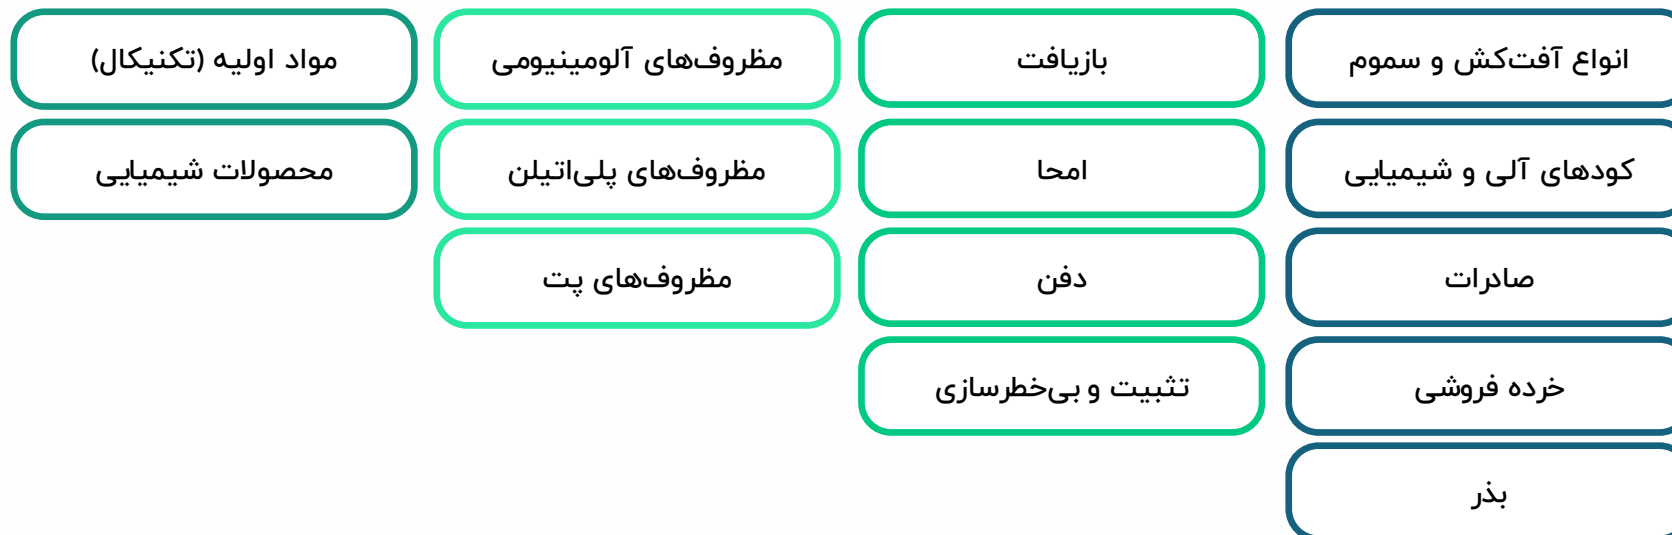 انواع آفت‌کش و سموم
کودهای آلی و شیمیایی
صادرات
خرده فروشی
بذر
بازیافت
امحا
دفن
تثبیت و بی‌خطرسازی
مظروف‌های آلومینیومی
مظروف‌های پلی‌اتیلن
مظروف‌های پت
مواد اولیه (تکنیکال)
محصولات شیمیایی